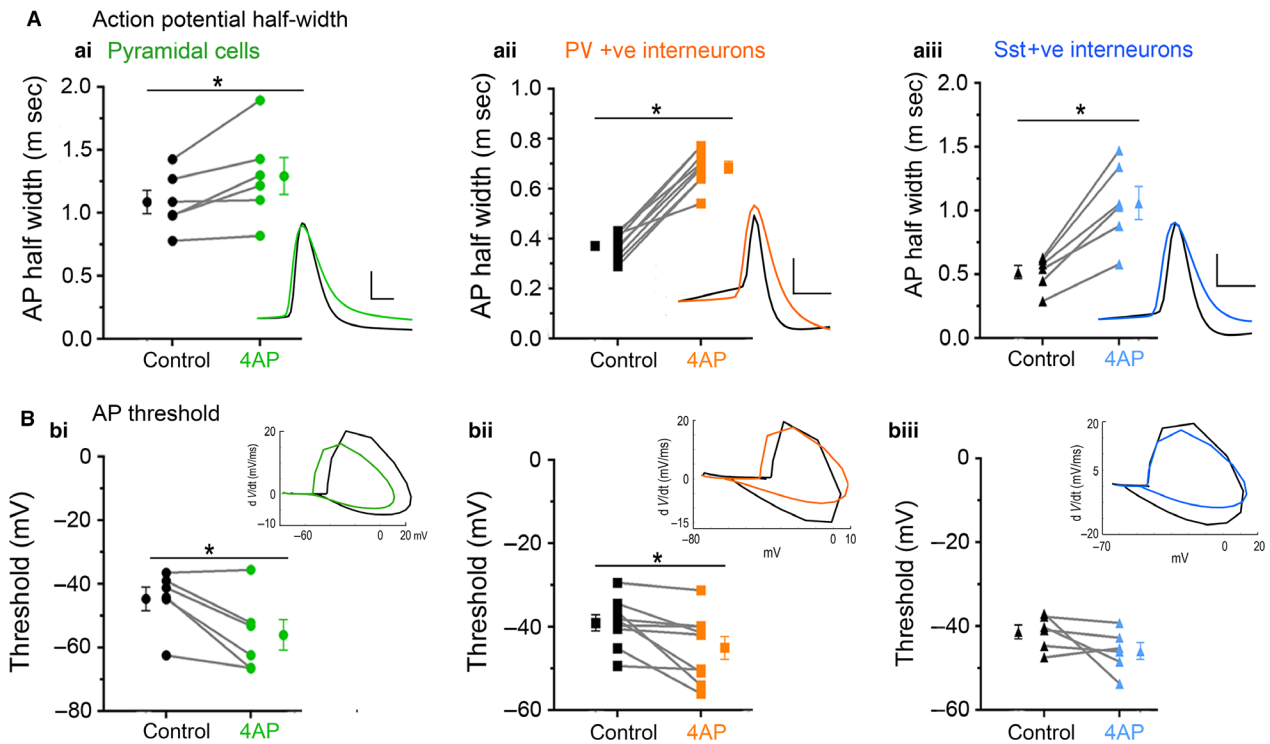 A Action potential half-width
ai Pyramidal cells
aii PV +ve interneurons
aiii Sst+ve interneurons
AP half width (m sec)
2.0
1.5
1.0
0.5
0.0
*
Control 4AP
AP half width (m sec)
1.0
0.8
0.6
0.4
0.2
0.0
*
Control 4AP
AP half width (m sec)
2.0
1.5
1.0
0.5
0.0
*
Control 4AP
B AP threshold
bi
Threshold (mV)
0
−20
−40
−60
−80
*
Control 4AP
d V/dt (mV/ms)
20
0
−10
−60 0 20 mV
bii
Threshold (mV)
0
−20
−40
−60
*
Control 4AP
d V/dt (mV/ms)
20
0
−15
−70 0 10
mV
biii
Threshold (mV)
0
−20
−40
−60
Control 4AP
d V/dt (mV/ms)
20
5
−20
−70 0 20
mV